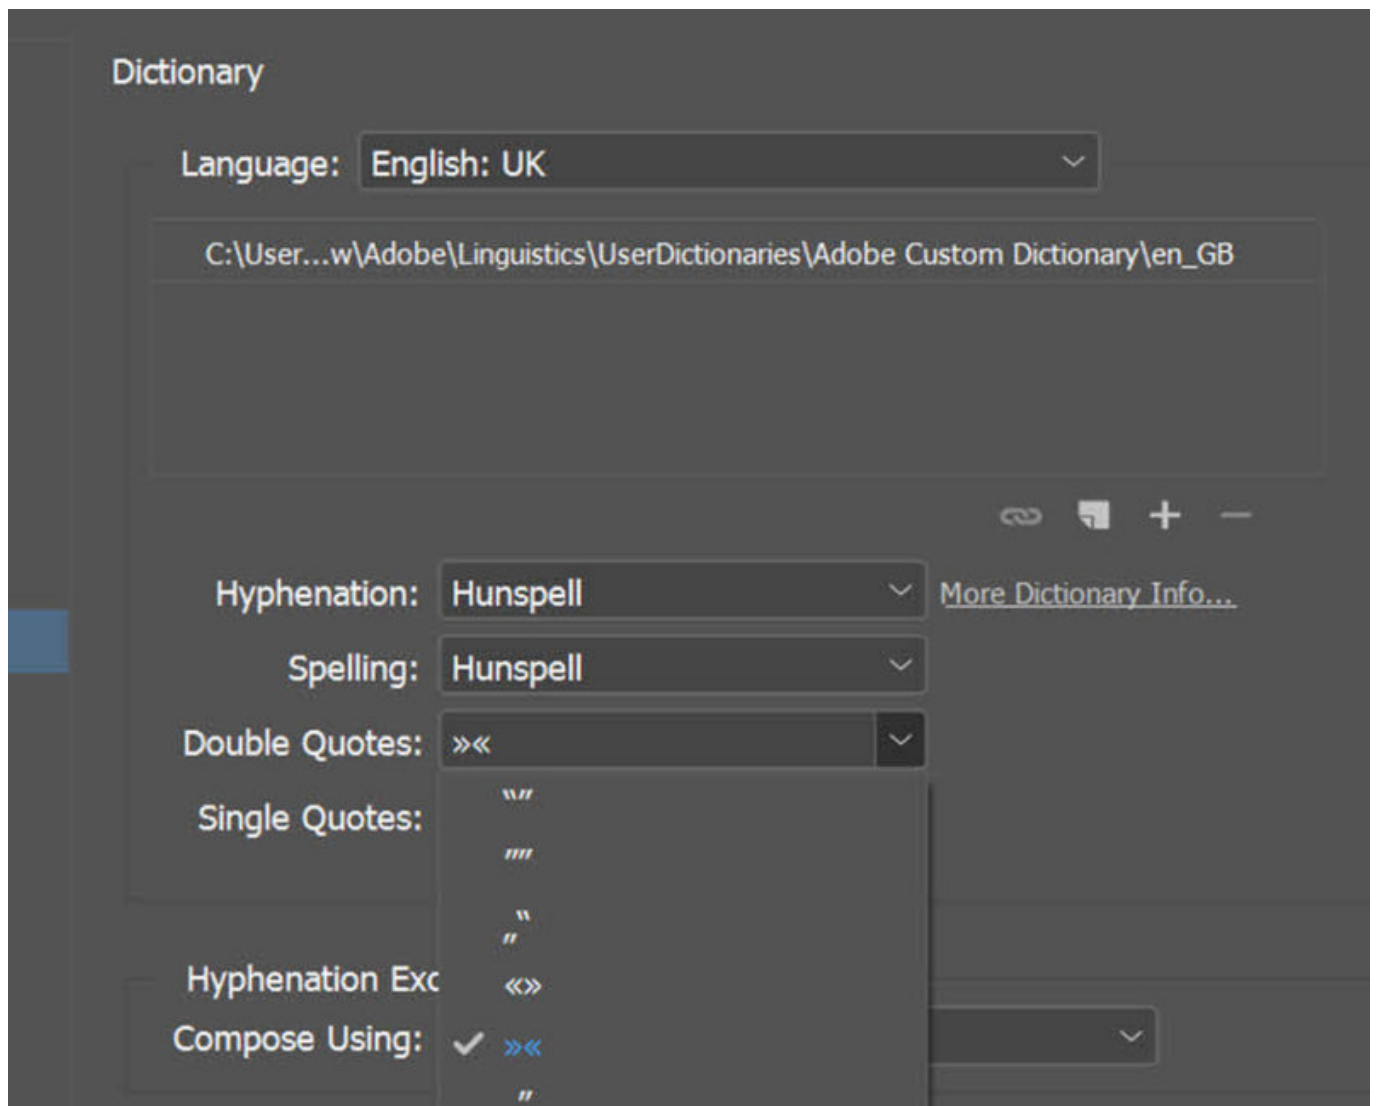 Dictionary
Language: English: UK
C:\User...w\Adobe\Linguistics\UserDictionaries\Adobe Custom Dictionary\en_GB
Hyphenation: Hunspell More Dictionary Info...
Spelling: Hunspell
Double Quotes: »«
“”
Single Quotes:
""
„“
Hyphenation Exc
«»
Compose Using: »«
”